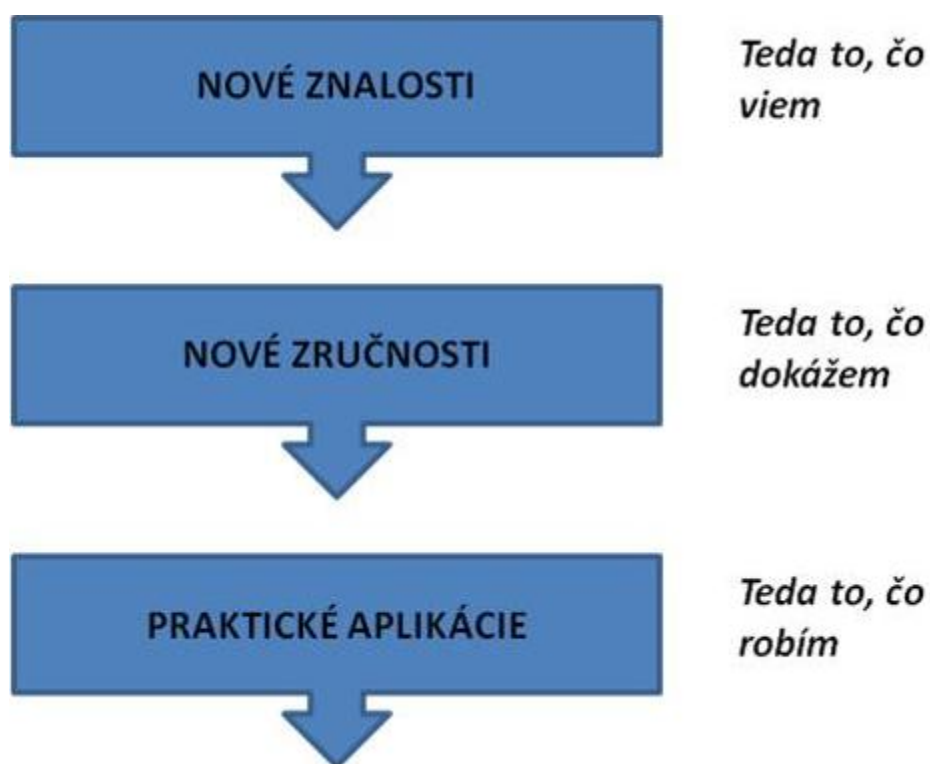 NOVÉ ZNALOSTI
Teda to, čo
viem
NOVÉ ZRUČNOSTI
Teda to, čo
dokážem
PRAKTICKÉ APLIKÁCIE
Teda to, čo
robím